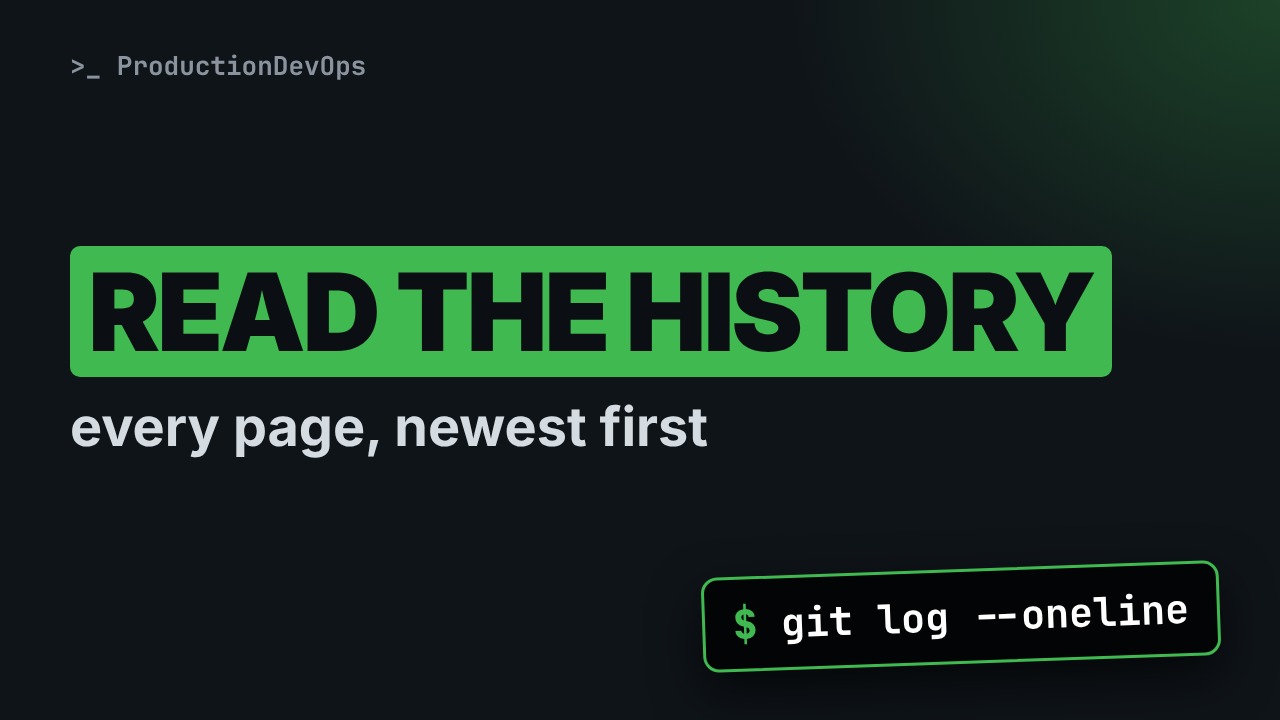 >_ ProductionDevOps
READ THE HISTORY
every page, newest first
$ git log --oneline